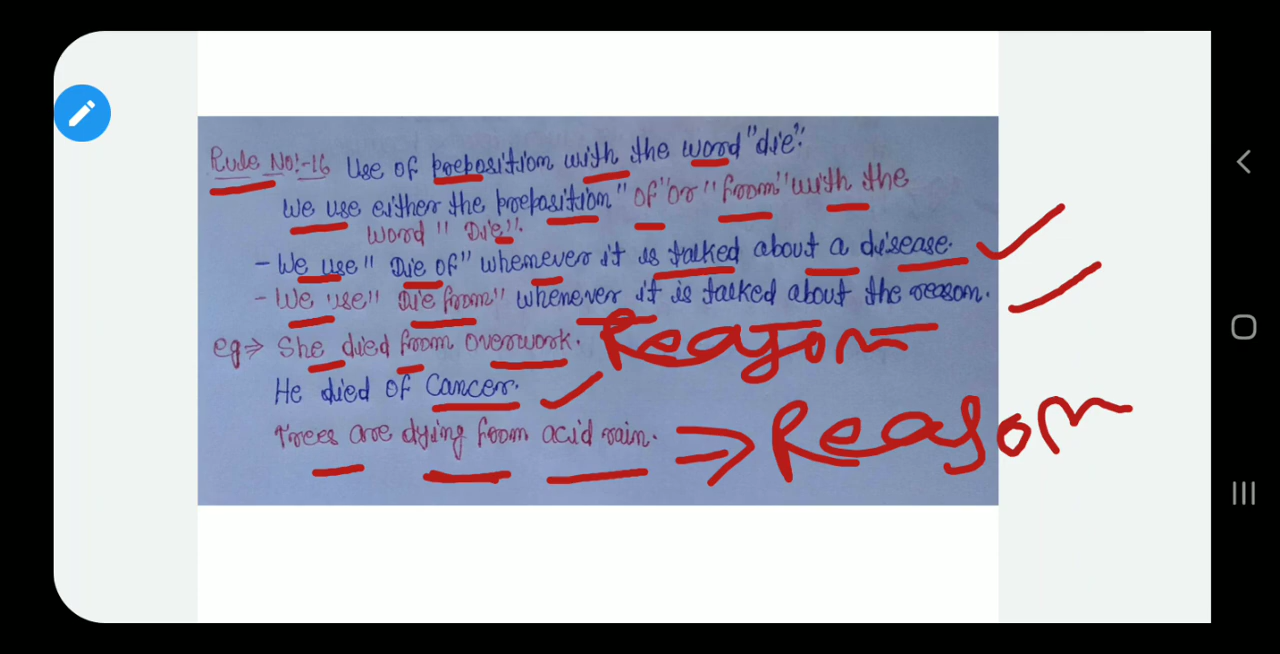 Rule No:-16 Use of preposition with the word "die".
We use either the preposition "of" or "from" with the
word "Die".
- We use "Die of" whenever it is talked about a disease.
- We use "Die from" whenever it is talked about the reason.
eg⇒ She died from overwork. Reason
He died of Cancer.
Trees are dying from acid rain. ⇒ Reason